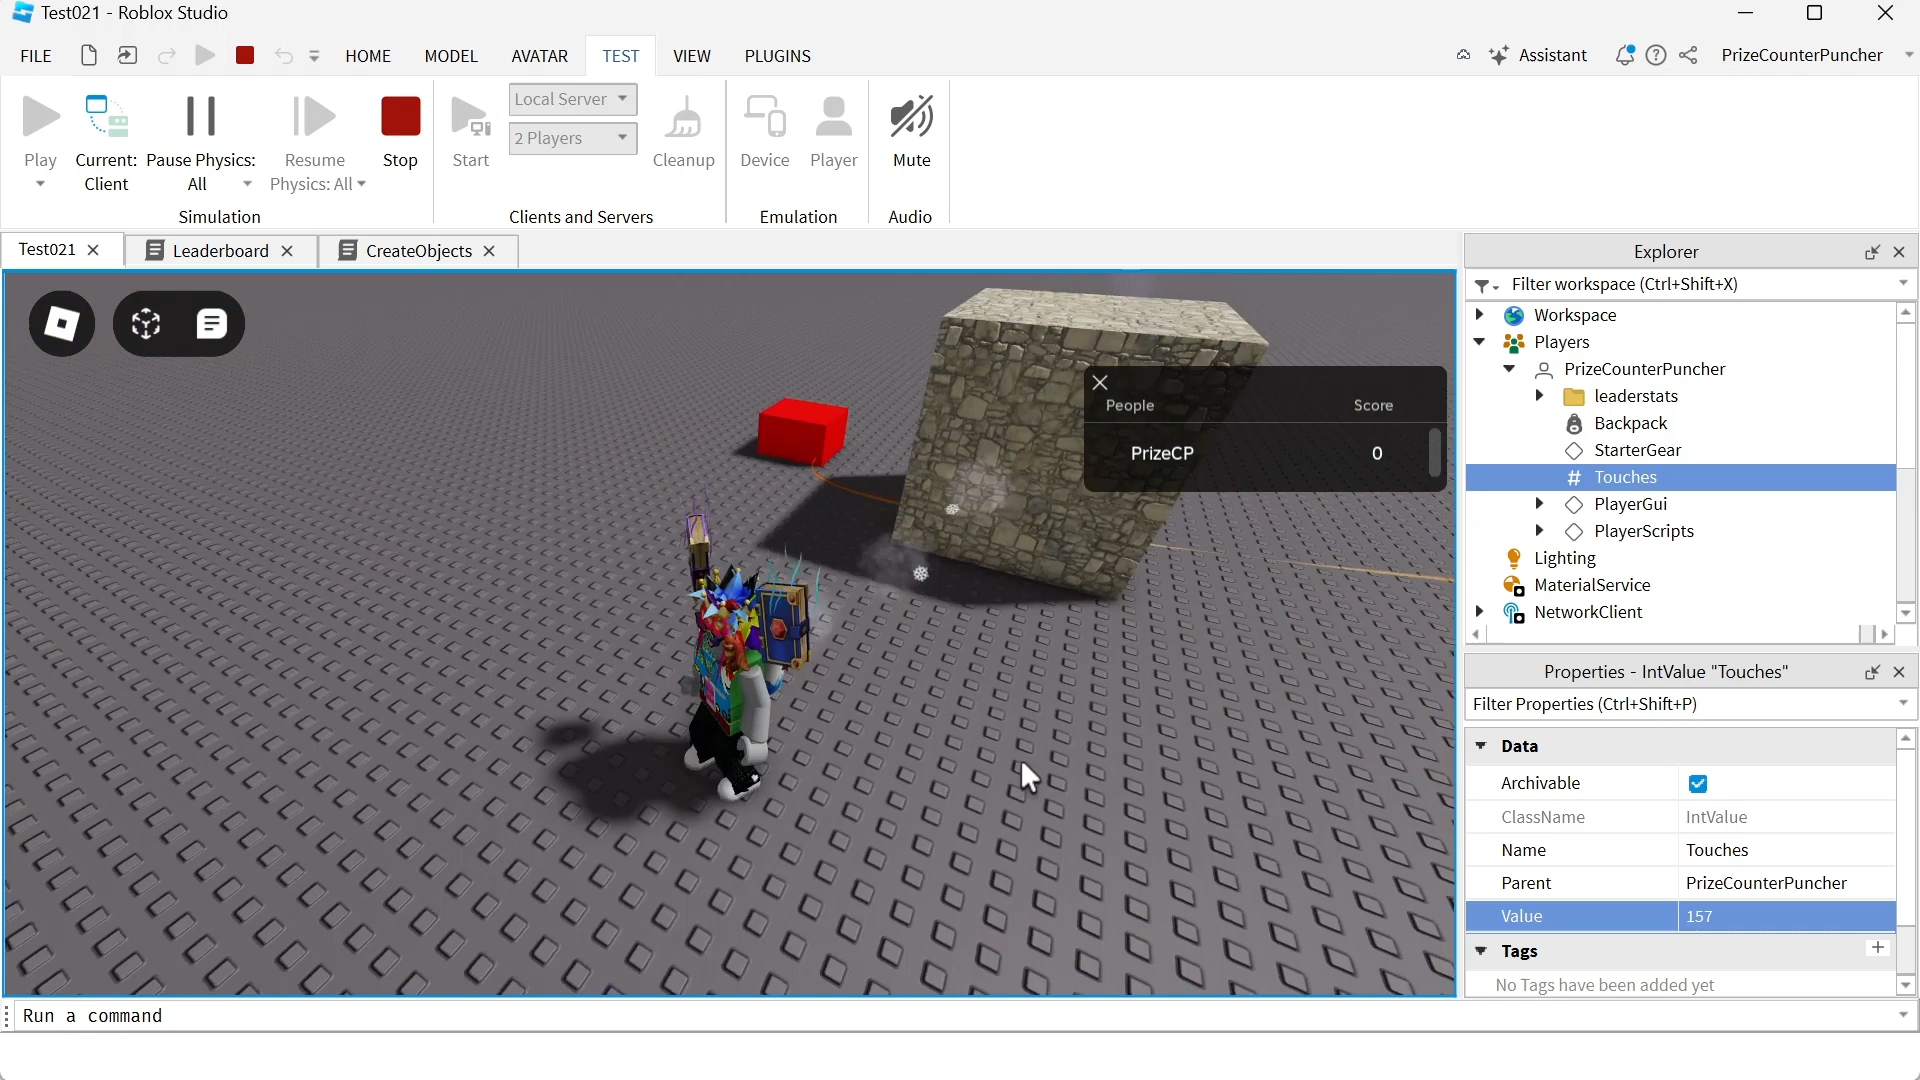 Test021 - Roblox Studio
FILE
HOME
MODEL
AVATAR
TEST
VIEW
PLUGINS
Assistant
PrizeCounterPuncher
Play
Current:
Client
Pause Physics:
All
Resume
Physics: All
Stop
Simulation
Start
Local Server
2 Players
Cleanup
Clients and Servers
Device
Player
Emulation
Mute
Audio
Test021
Leaderboard
CreateObjects
People Score
PrizeCP 0
Explorer
Filter workspace (Ctrl+Shift+X)
Workspace
Players
PrizeCounterPuncher
leaderstats
Backpack
StarterGear
Touches
PlayerGui
PlayerScripts
Lighting
MaterialService
NetworkClient
Properties - IntValue "Touches"
Filter Properties (Ctrl+Shift+P)
Data
Archivable
ClassName IntValue
Name Touches
Parent PrizeCounterPuncher
Value 157
Tags
No Tags have been added yet
Run a command